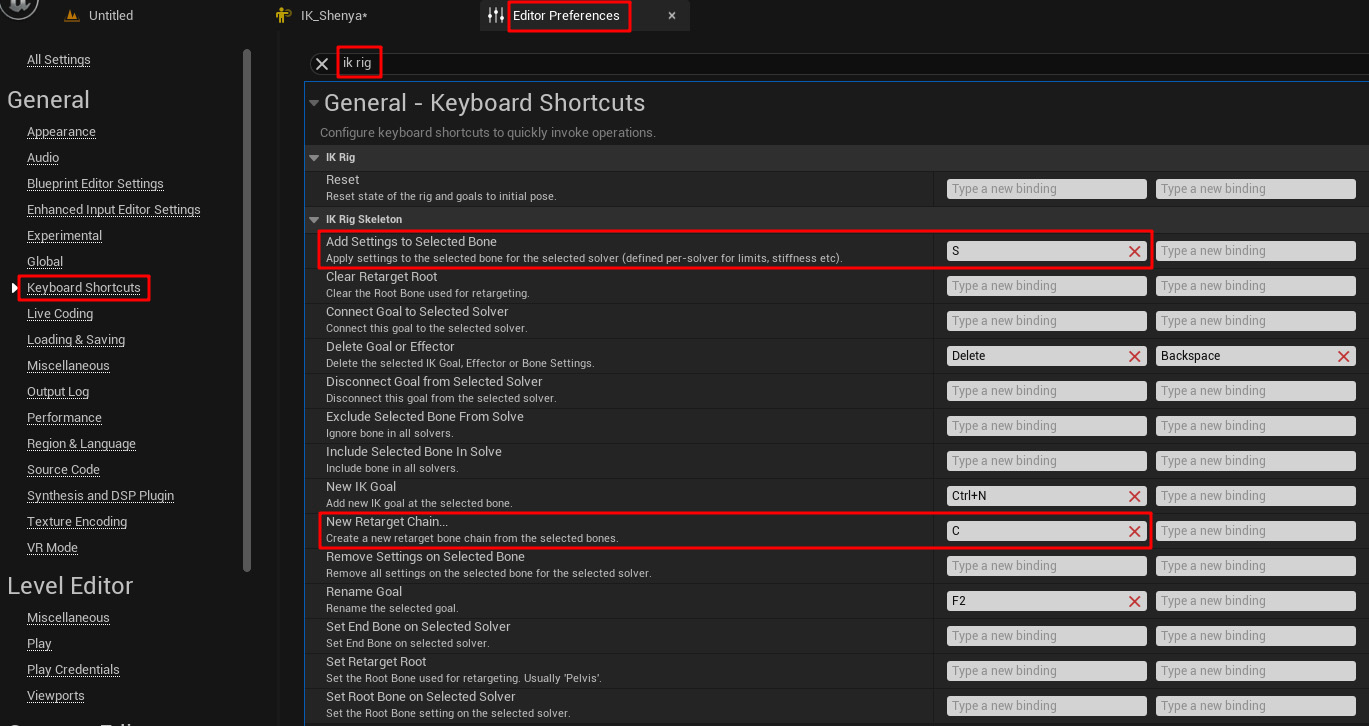 Untitled
IK_Shenya*
Editor Preferences
All Settings
General
Appearance
Audio
Blueprint Editor Settings
Enhanced Input Editor Settings
Experimental
Global
Keyboard Shortcuts
Live Coding
Loading & Saving
Miscellaneous
Output Log
Performance
Region & Language
Source Code
Synthesis and DSP Plugin
Texture Encoding
VR Mode
Level Editor
Miscellaneous
Play
Play Credentials
Viewports
ik rig
General - Keyboard Shortcuts
Configure keyboard shortcuts to quickly invoke operations.
IK Rig
Reset
Reset state of the rig and goals to initial pose.
Type a new binding
Type a new binding
IK Rig Skeleton
Add Settings to Selected Bone
Apply settings to the selected bone for the selected solver (defined per-solver for limits, stiffness etc).
S
Type a new binding
Clear Retarget Root
Clear the Root Bone used for retargeting.
Type a new binding
Type a new binding
Connect Goal to Selected Solver
Connect this goal to the selected solver.
Type a new binding
Type a new binding
Delete Goal or Effector
Delete the selected IK Goal, Effector or Bone Settings.
Delete
Backspace
Disconnect Goal from Selected Solver
Disconnect this goal from the selected solver.
Type a new binding
Type a new binding
Exclude Selected Bone From Solve
Ignore bone in all solvers.
Type a new binding
Type a new binding
Include Selected Bone In Solve
Include bone in all solvers.
Type a new binding
Type a new binding
New IK Goal
Add new IK goal at the selected bone.
Ctrl+N
Type a new binding
New Retarget Chain...
Create a new retarget bone chain from the selected bones.
C
Type a new binding
Remove Settings on Selected Bone
Remove all settings on the selected bone for the selected solver.
Type a new binding
Type a new binding
Rename Goal
Rename the selected goal.
F2
Type a new binding
Set End Bone on Selected Solver
Set End Bone on selected solver.
Type a new binding
Type a new binding
Set Retarget Root
Set the Root Bone used for retargeting. Usually 'Pelvis'.
Type a new binding
Type a new binding
Set Root Bone on Selected Solver
Set the Root Bone setting on the selected solver.
Type a new binding
Type a new binding